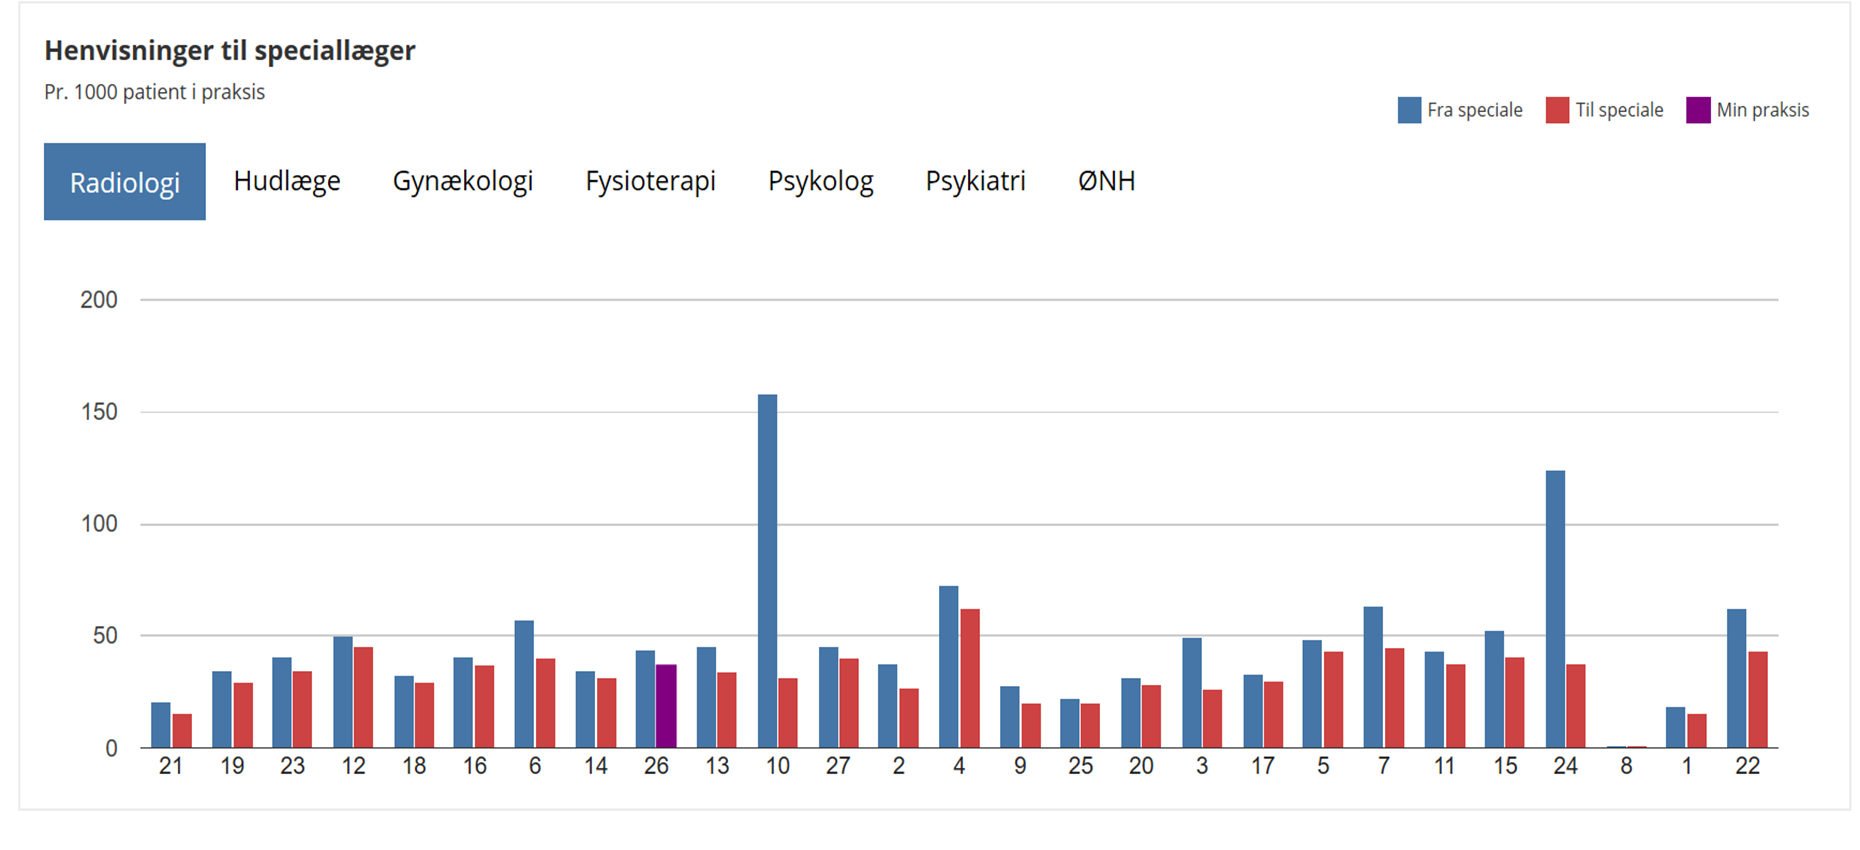 Henvisninger til speciallæger
Pr. 1000 patient i praksis
Fra speciale Til speciale Min praksis
Radiologi Hudlæge Gynækologi Fysioterapi Psykolog Psykiatri ØNH
200
150
100
50
0
21 19 23 12 18 16 6 14 26 13 10 27 2 4 9 25 20 3 17 5 7 11 15 24 8 1 22